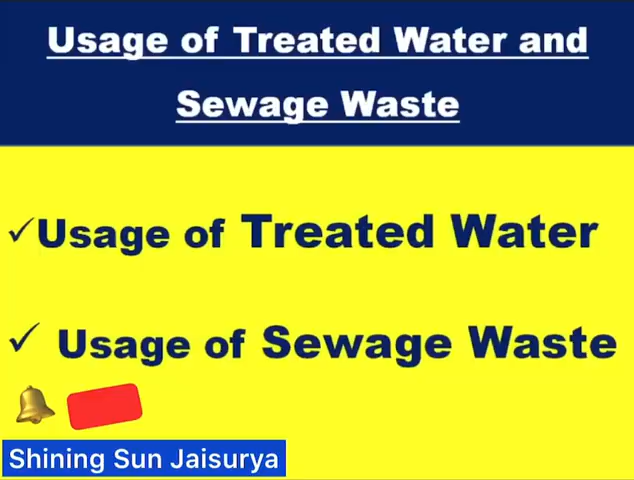 Usage of Treated Water and
Sewage Waste
✓Usage of Treated Water
✓ Usage of Sewage Waste
Shining Sun Jaisurya